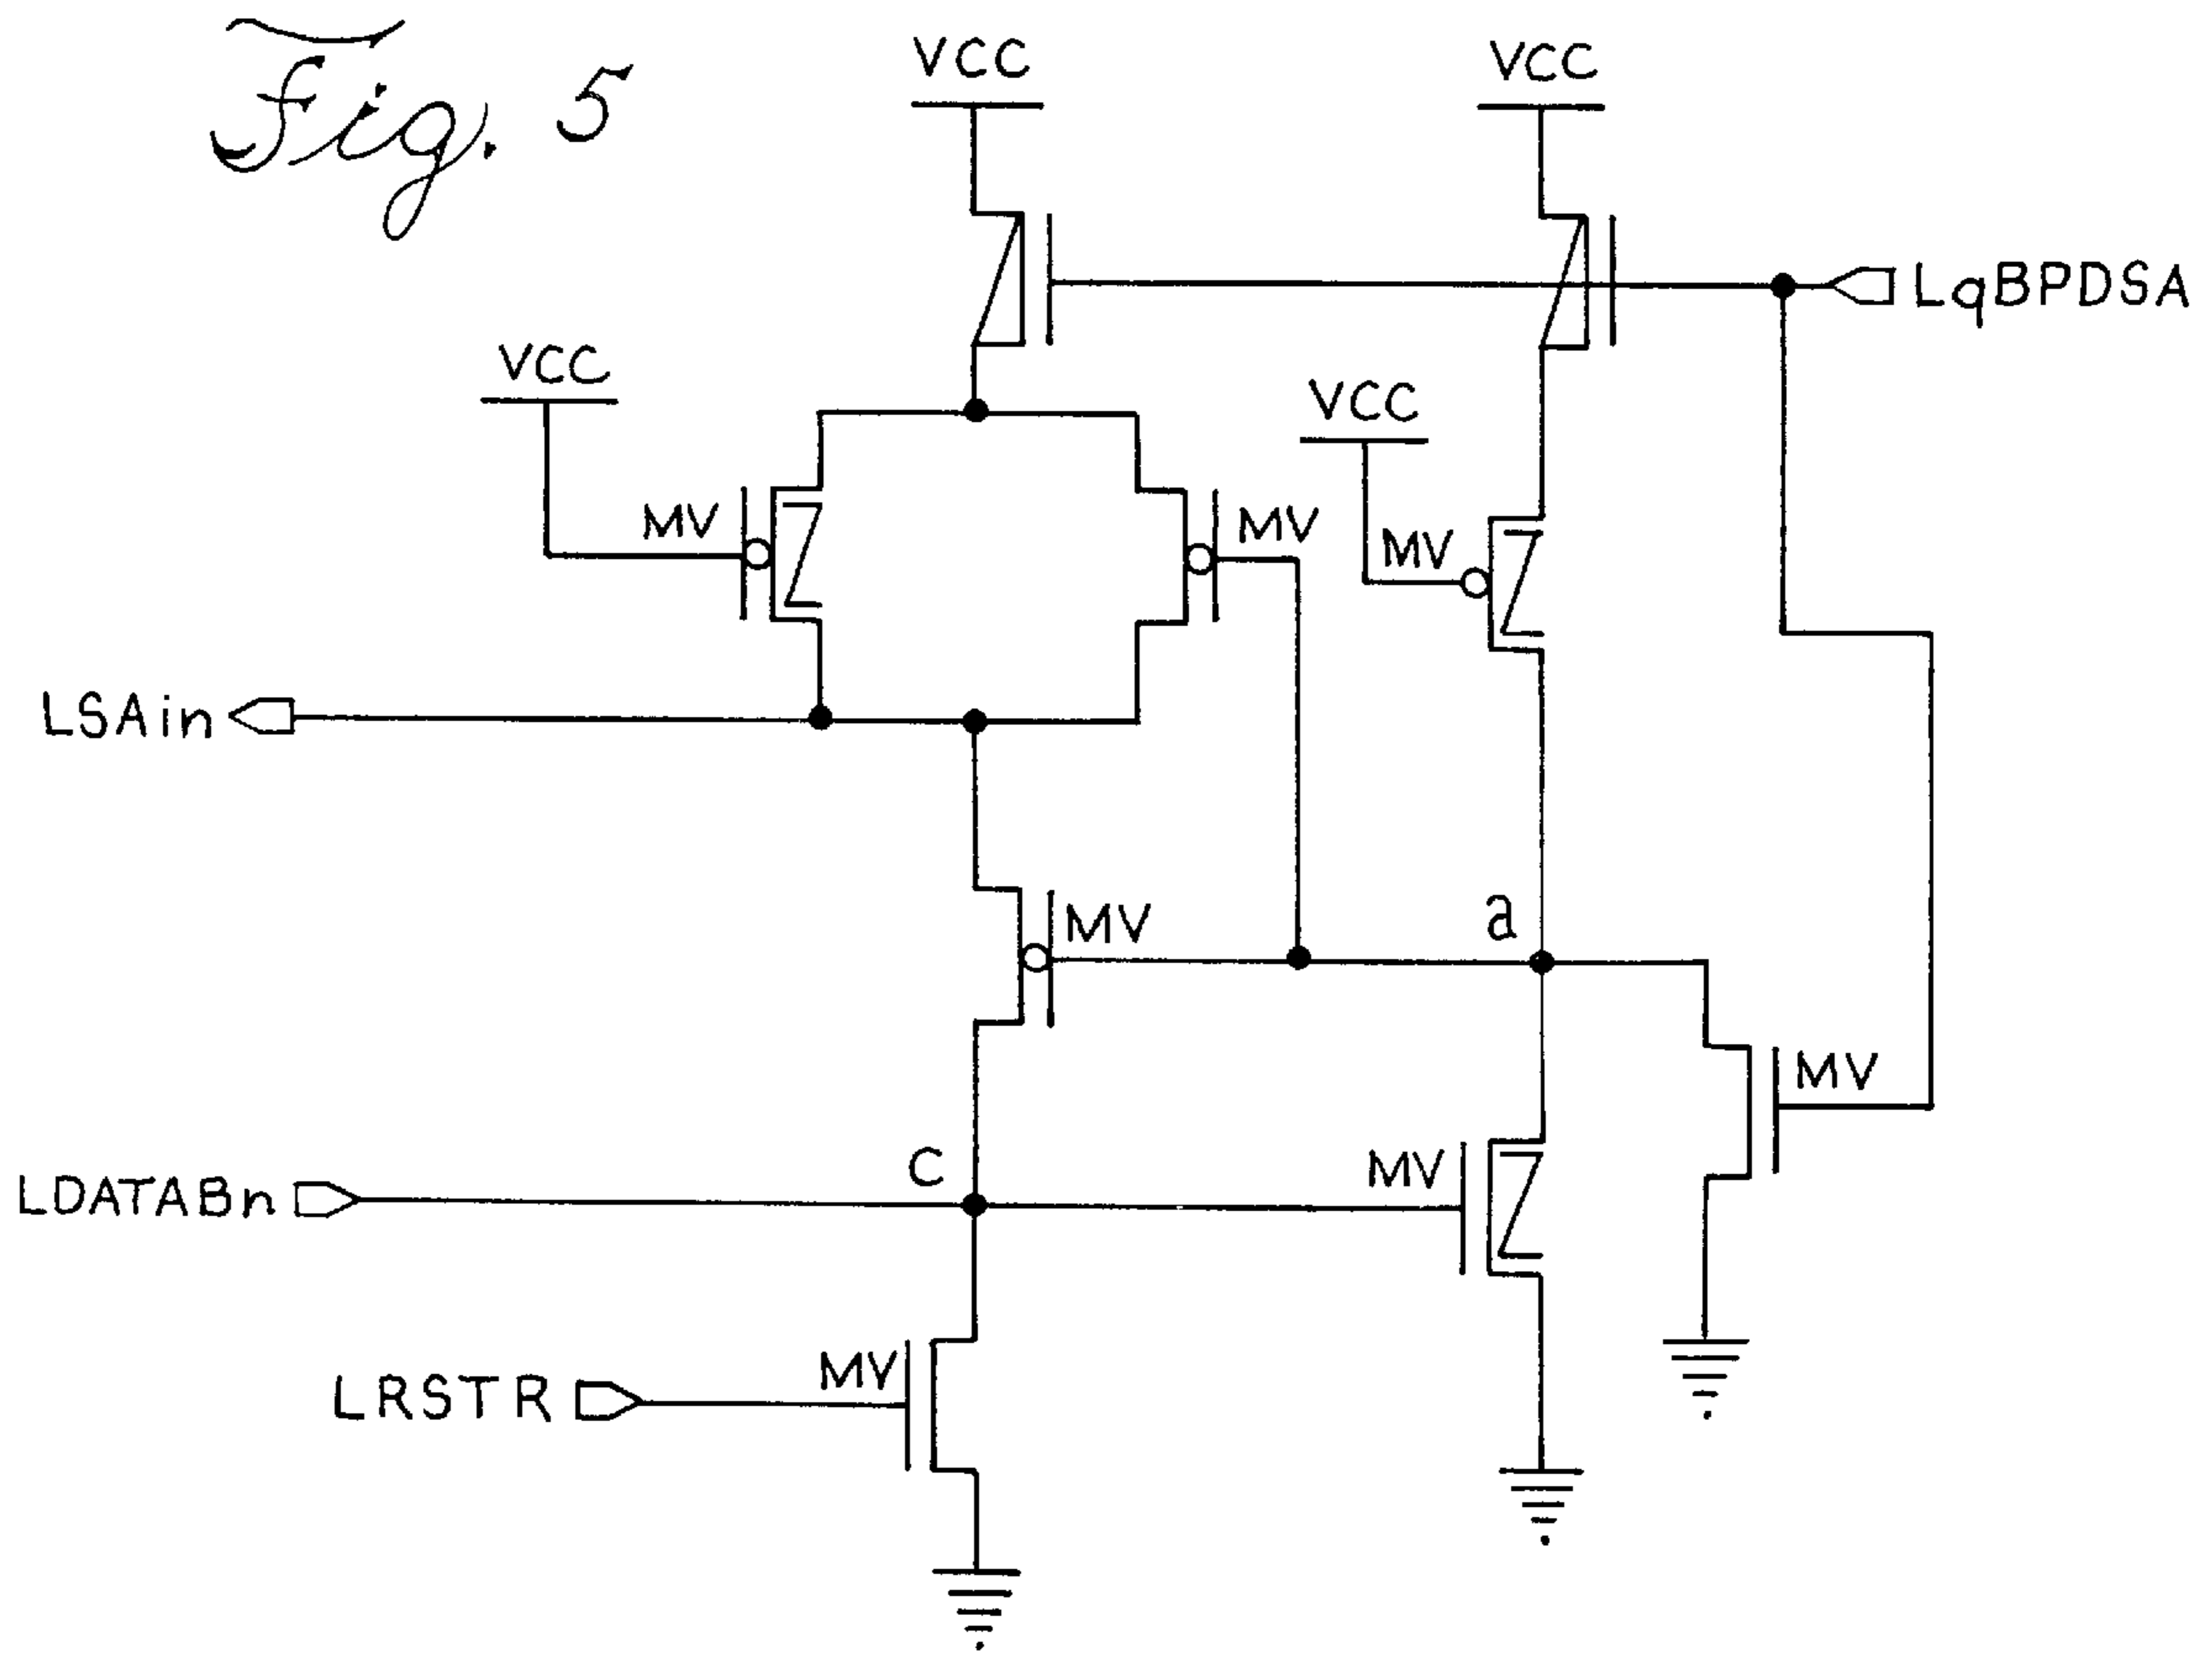 Fig. 5
VCC
VCC
LqBPDSA
VCC
VCC
MV
MV
MV
LSAin
MV
a
MV
C
MV
LDATABn
MV
LRSTR